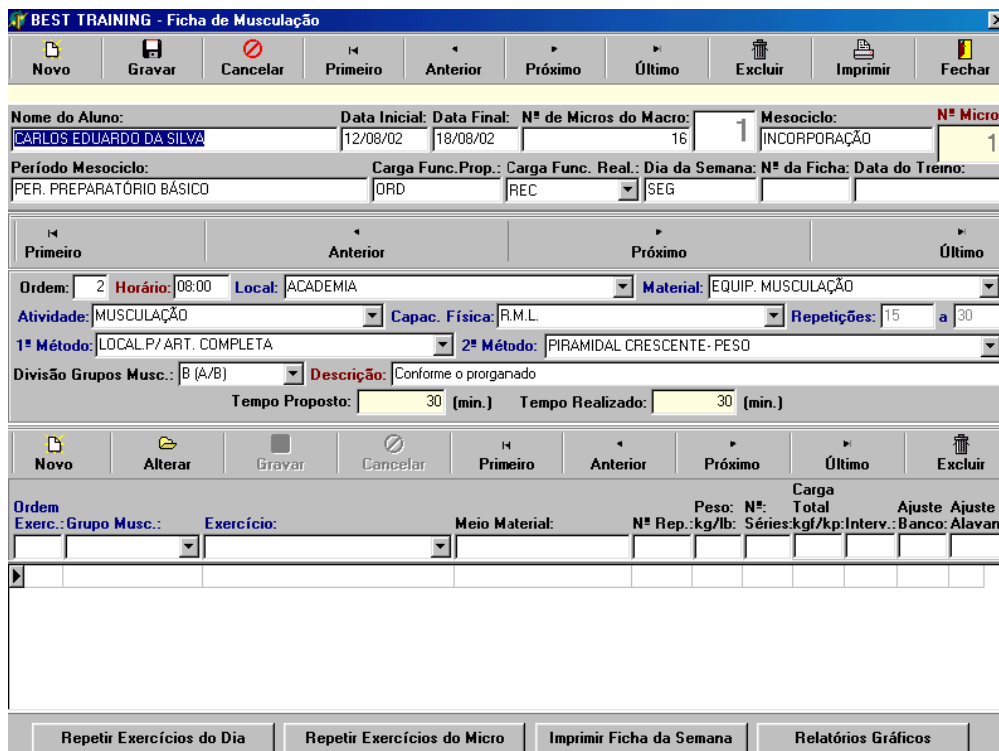 BEST TRAINING - Ficha de Musculação
Novo Gravar Cancelar Primeiro Anterior Próximo Último Excluir Imprimir Fechar
Nome do Aluno: Data Inicial: Data Final: Nº de Micros do Macro: 1 Mesociclo: Nº Micro
CARLOS EDUARDO DA SILVA 12/08/02 18/08/02 16 INCORPORAÇÃO 1
Período Mesociclo: Carga Func.Prop.: Carga Func. Real.: Dia da Semana: Nº da Ficha: Data do Treino:
PER. PREPARATÓRIO BÁSICO ORD REC SEG
Primeiro Anterior Próximo Último
Ordem: 2 Horário: 08:00 Local: ACADEMIA Material: EQUIP. MUSCULAÇÃO
Atividade: MUSCULAÇÃO Capac. Física: R.M.L. Repetições: 15 a 30
1º Método: LOCAL.P/ ART. COMPLETA 2º Método: PIRAMIDAL CRESCENTE- PESO
Divisão Grupos Musc.: B (A/B) Descrição: Conforme o prorganado
Tempo Proposto: 30 (min.) Tempo Realizado: 30 (min.)
Novo Alterar Gravar Cancelar Primeiro Anterior Próximo Último Excluir
Carga
Ordem Peso: Nº: Total Ajuste Ajuste
Exerc.: Grupo Musc.: Exercício: Meio Material: Nº Rep.: kg/lb: Séries: kgf/kp: Interv.: Banco: Alavan
Repetir Exercícios do Dia Repetir Exercícios do Micro Imprimir Ficha da Semana Relatórios Gráficos